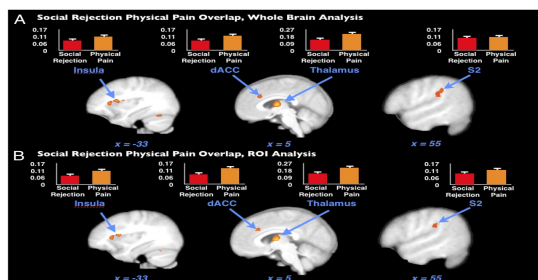 A Social Rejection Physical Pain Overlap, Whole Brain Analysis
0.17 0.17 0.27 0.17
0.11 0.11 0.18 0.11
0.06 0.06 0.09 0.06
0 0 0 0
Social Physical Social Physical Social Physical Social Physical
Rejection Pain Rejection Pain Rejection Pain Rejection Pain
Insula dACC Thalamus S2
x = -33 x = 5 x = 55
B Social Rejection Physical Pain Overlap, ROI Analysis
0.17 0.17 0.27 0.17
0.11 0.11 0.18 0.11
0.06 0.06 0.09 0.06
0 0 0 0
Social Physical Social Physical Social Physical Social Physical
Rejection Pain Rejection Pain Rejection Pain Rejection Pain
Insula dACC Thalamus S2
x = -33 x = 5 x = 55